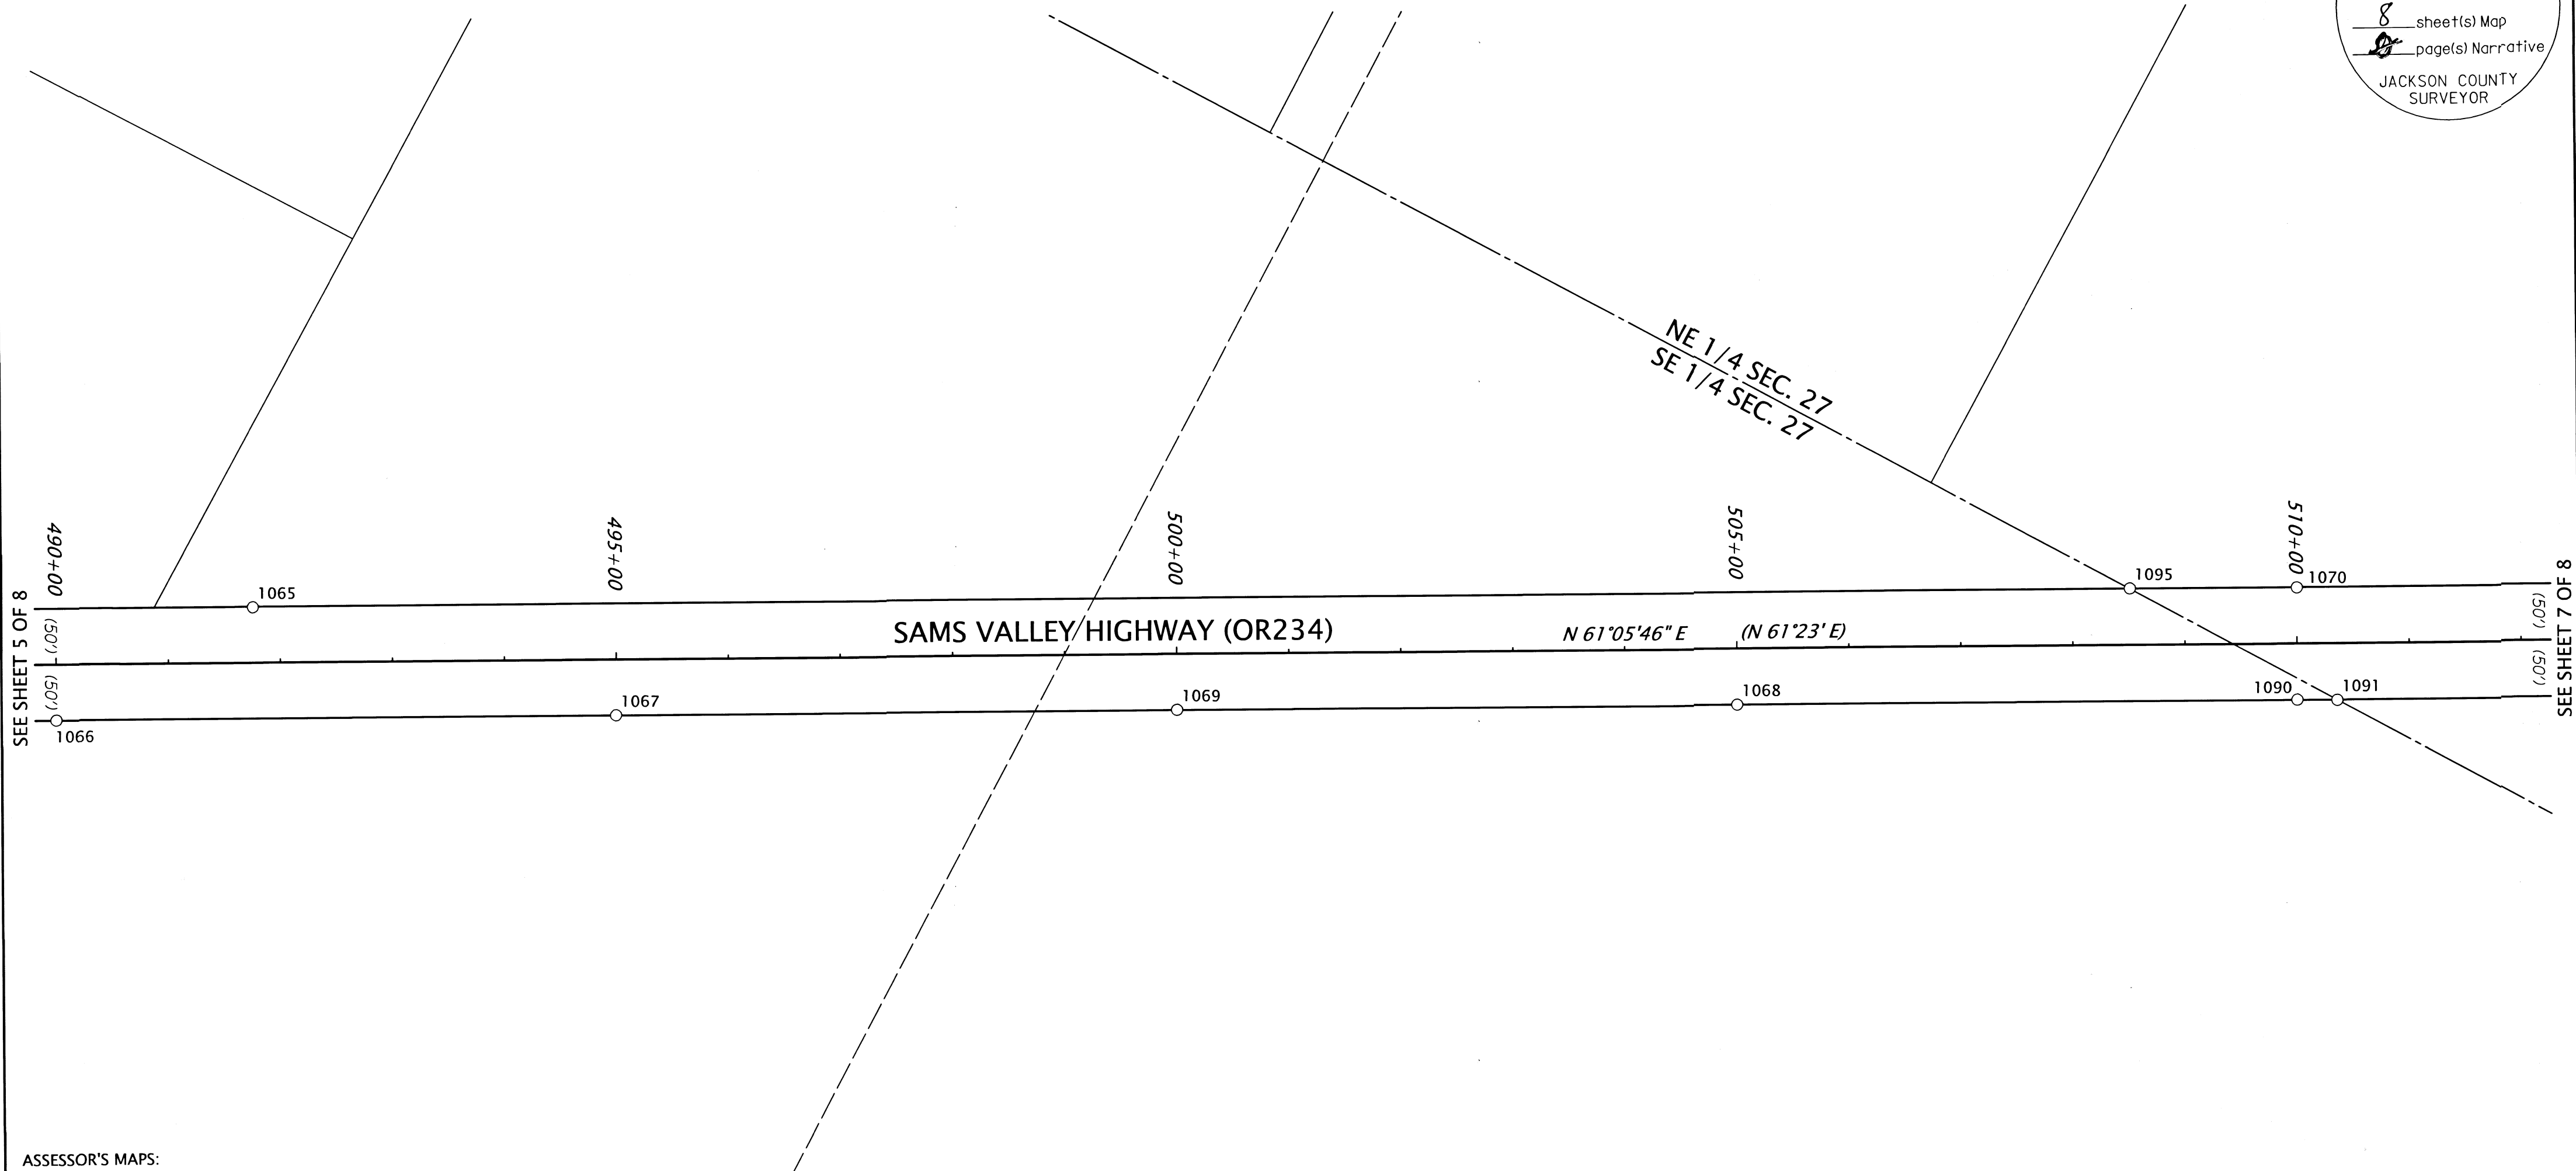 8 sheet(s) Map
page(s) Narrative
JACKSON COUNTY
SURVEYOR
NE 1/4 SEC. 27
SE 1/4 SEC. 27
490+00
495+00
500+00
505+00
510+00
1065
1095
1070
SEE SHEET 5 OF 8
(50')
(50')
SAMS VALLEY HIGHWAY (OR234)
N 61°05'46" E
(N 61°23' E)
(50')
(50')
SEE SHEET 7 OF 8
1066
1067
1069
1068
1090
1091
ASSESSOR'S MAPS: